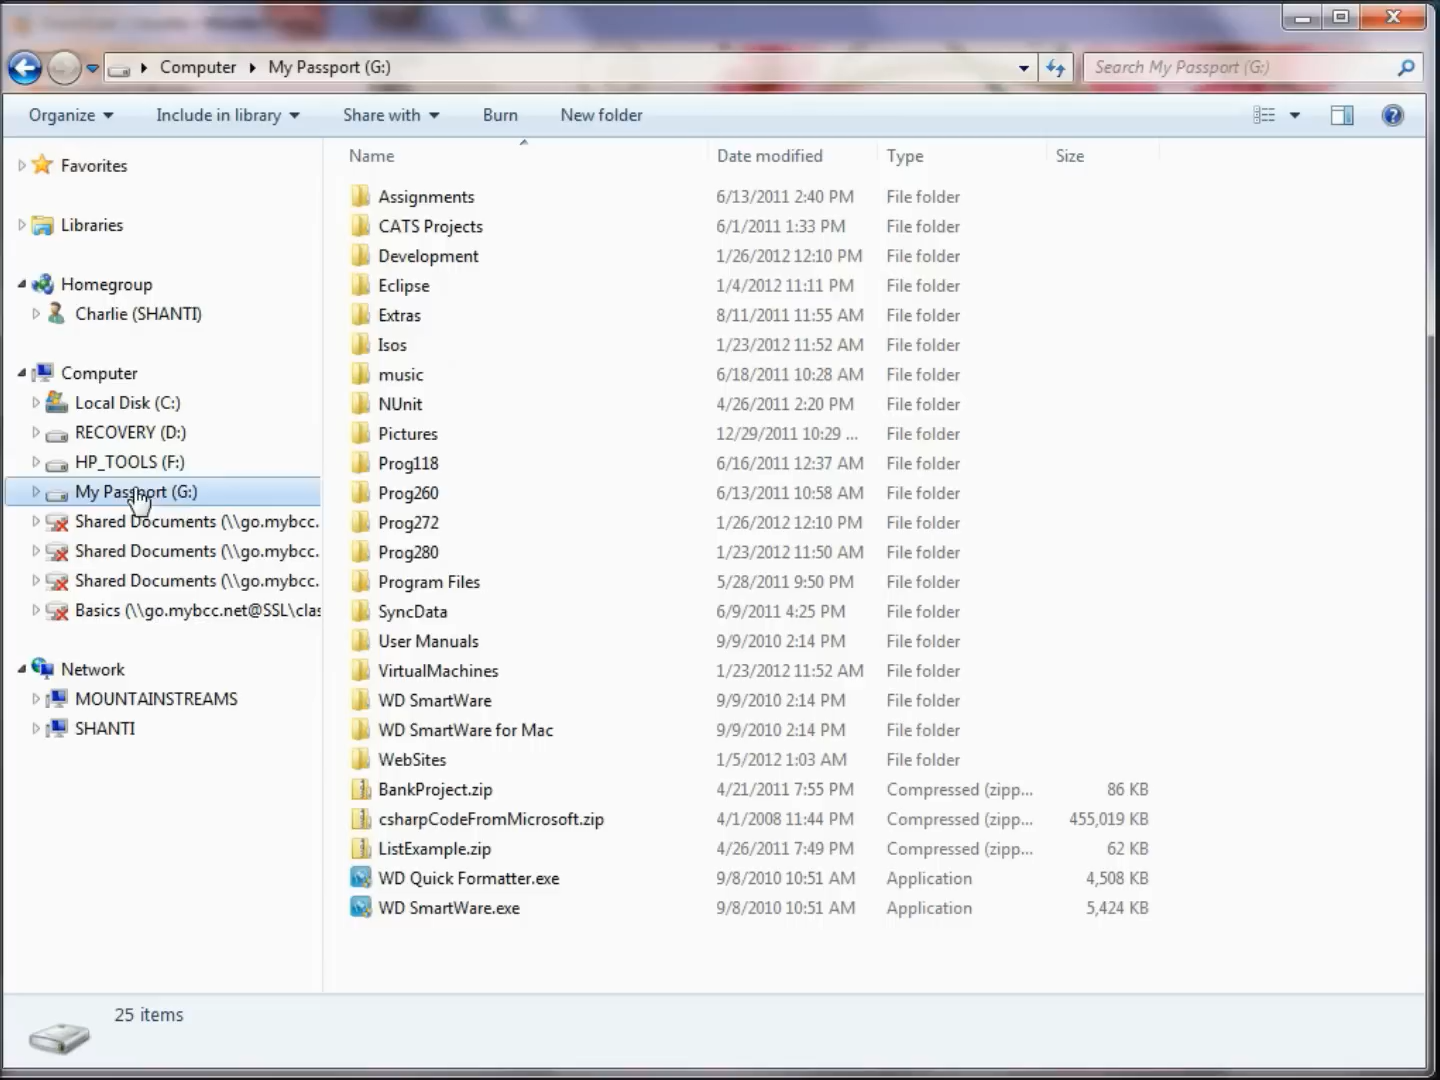 Computer
My Passport (G:)
Search My Passport (G:)
Organize
Include in library
Share with
Burn
New folder
Favorites
Libraries
Homegroup
Charlie (SHANTI)
Computer
Local Disk (C:)
RECOVERY (D:)
HP_TOOLS (F:)
My Passport (G:)
Shared Documents (\\go.mybcc.
Shared Documents (\\go.mybcc.
Shared Documents (\\go.mybcc.
Basics (\\go.mybcc.net@SSL\clas
Network
MOUNTAINSTREAMS
SHANTI
Name Date modified Type Size
Assignments 6/13/2011 2:40 PM File folder
CATS Projects 6/1/2011 1:33 PM File folder
Development 1/26/2012 12:10 PM File folder
Eclipse 1/4/2012 11:11 PM File folder
Extras 8/11/2011 11:55 AM File folder
Isos 1/23/2012 11:52 AM File folder
music 6/18/2011 10:28 AM File folder
NUnit 4/26/2011 2:20 PM File folder
Pictures 12/29/2011 10:29 ... File folder
Prog118 6/16/2011 12:37 AM File folder
Prog260 6/13/2011 10:58 AM File folder
Prog272 1/26/2012 12:10 PM File folder
Prog280 1/23/2012 11:50 AM File folder
Program Files 5/28/2011 9:50 PM File folder
SyncData 6/9/2011 4:25 PM File folder
User Manuals 9/9/2010 2:14 PM File folder
VirtualMachines 1/23/2012 11:52 AM File folder
WD SmartWare 9/9/2010 2:14 PM File folder
WD SmartWare for Mac 9/9/2010 2:14 PM File folder
WebSites 1/5/2012 1:03 AM File folder
BankProject.zip 4/21/2011 7:55 PM Compressed (zipp... 86 KB
csharpCodeFromMicrosoft.zip 4/1/2008 11:44 PM Compressed (zipp... 455,019 KB
ListExample.zip 4/26/2011 7:49 PM Compressed (zipp... 62 KB
WD Quick Formatter.exe 9/8/2010 10:51 AM Application 4,508 KB
WD SmartWare.exe 9/8/2010 10:51 AM Application 5,424 KB
25 items